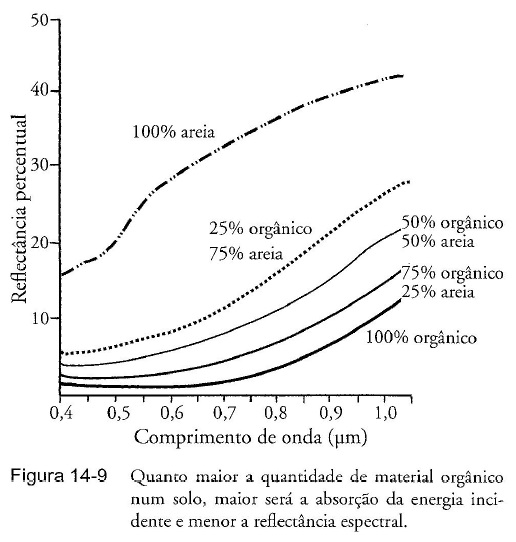 50
40
30
20
10
Reflectância percentual
100% areia
25% orgânico
75% areia
50% orgânico
50% areia
75% orgânico
25% areia
100% orgânico
0,4 0,5 0,6 0,7 0,8 0,9 1,0
Comprimento de onda (µm)
Figura 14-9 Quanto maior a quantidade de material orgânico
num solo, maior será a absorção da energia inci-
dente e menor a reflectância espectral.